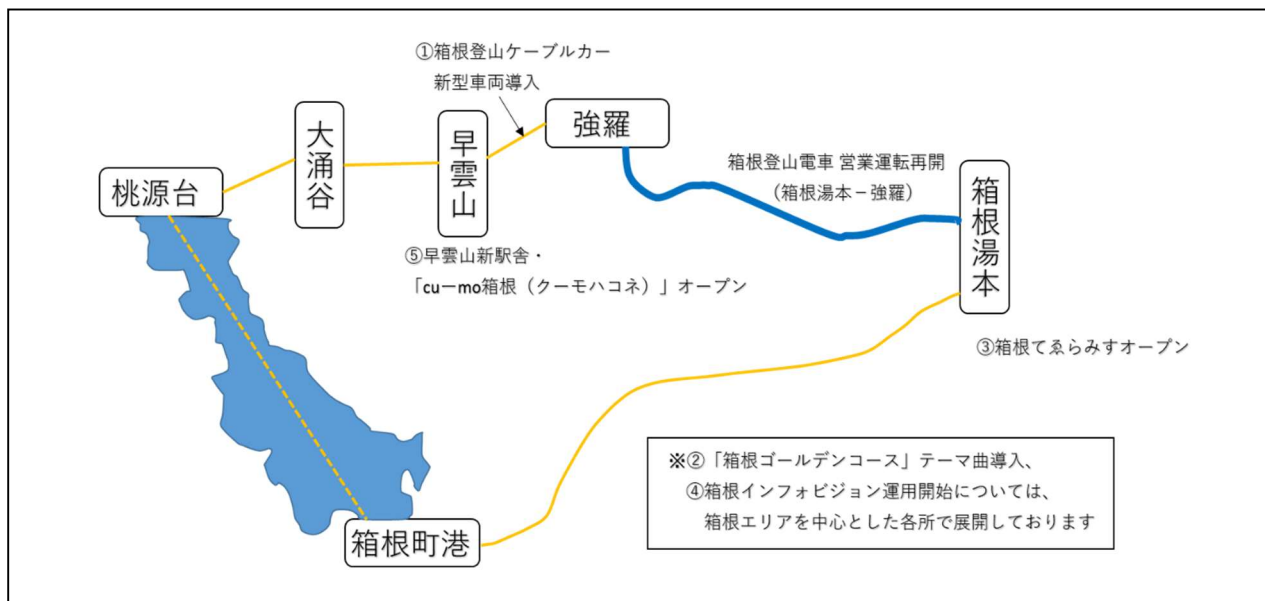 ①箱根登山ケーブルカー
新型車両導入
強羅
大涌谷
早雲山
桃源台
箱根登山電車 営業運転再開
（箱根湯本－強羅）
箱根湯本
⑤早雲山新駅舎・
「cu－mo箱根（クーモハコネ）」オープン
③箱根てゑらみすオープン
※②「箱根ゴールデンコース」テーマ曲導入、
④箱根インフォビジョン運用開始については、
箱根エリアを中心とした各所で展開しております
箱根町港